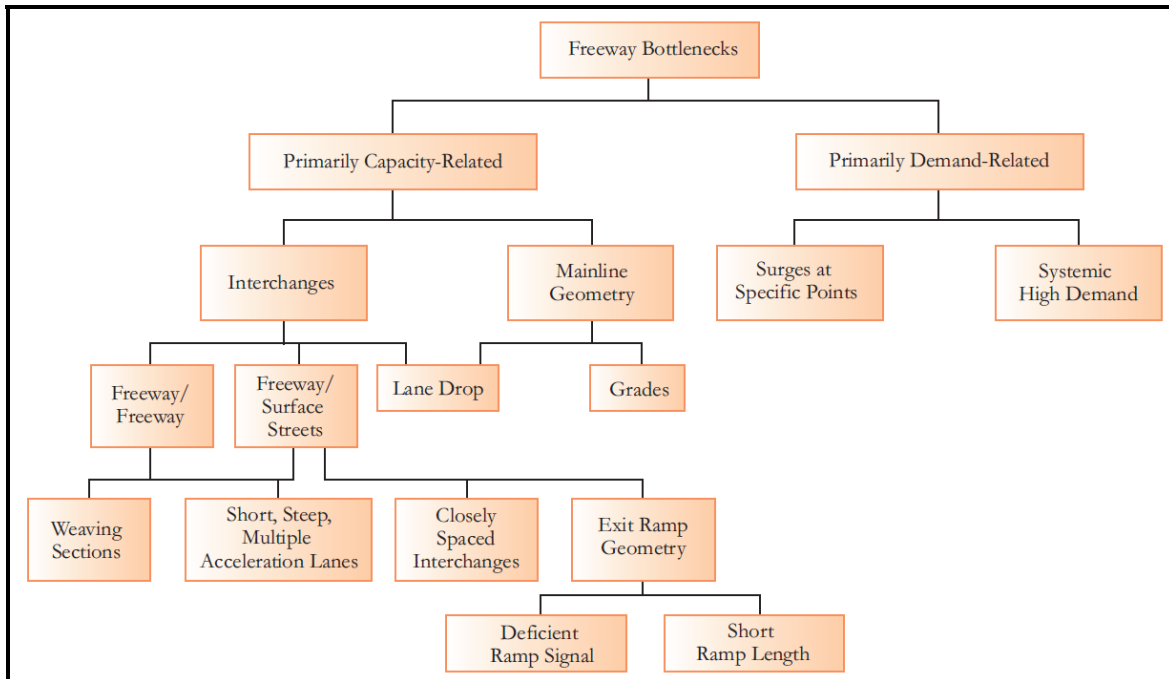 Freeway Bottlenecks
Primarily Capacity-Related
Primarily Demand-Related
Interchanges
Mainline
Geometry
Surges at
Specific Points
Systemic
High Demand
Freeway/
Freeway
Freeway/
Surface
Streets
Lane Drop
Grades
Weaving
Sections
Short, Steep,
Multiple
Acceleration Lanes
Closely
Spaced
Interchanges
Exit Ramp
Geometry
Deficient
Ramp Signal
Short
Ramp Length